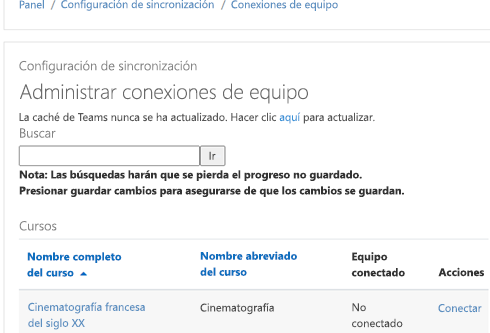 Panel / Configuración de sincronización / Conexiones de equipo
Configuración de sincronización
Administrar conexiones de equipo
La caché de Teams nunca se ha actualizado. Hacer clic aquí para actualizar.
Buscar
Ir
Nota: Las búsquedas harán que se pierda el progreso no guardado.
Presionar guardar cambios para asegurarse de que los cambios se guardan.
Cursos
Nombre completo del curso Nombre abreviado del curso Equipo conectado Acciones
Cinematografía francesa del siglo XX Cinematografía No conectado Conectar